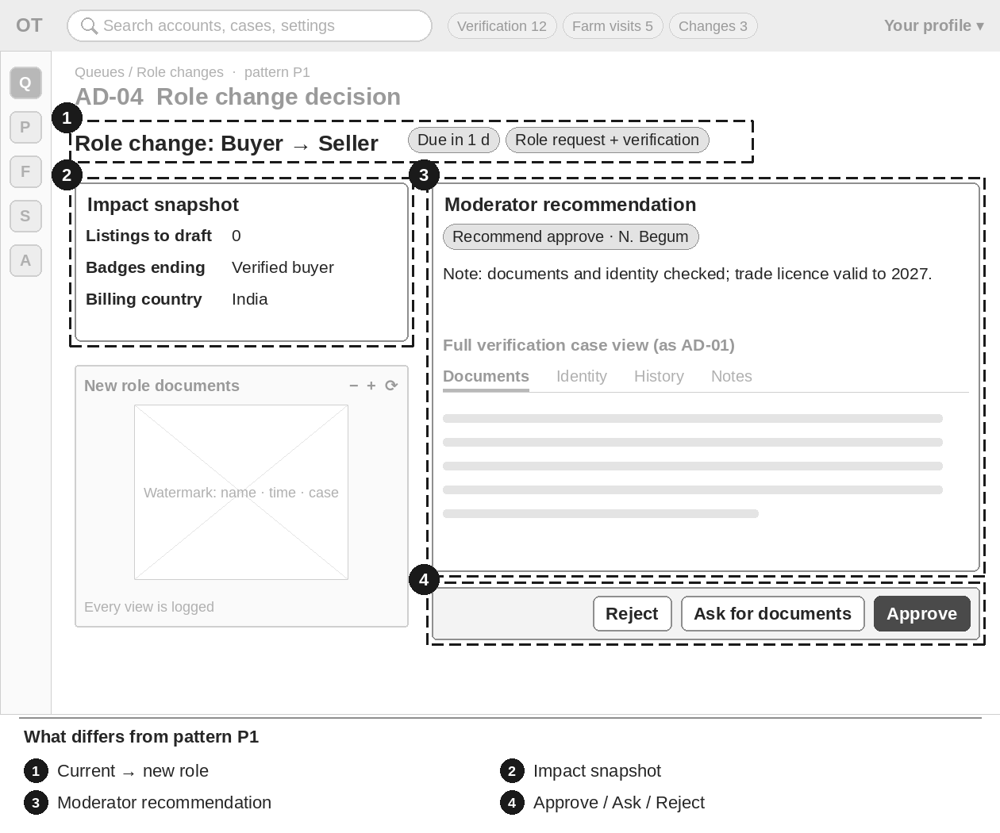 OT
Search accounts, cases, settings
Verification 12
Farm visits 5
Changes 3
Your profile ▾
Q
P
F
S
A
Queues / Role changes · pattern P1
AD-04 Role change decision
1
Role change: Buyer → Seller
Due in 1 d
Role request + verification
2
Impact snapshot
Listings to draft 0
Badges ending Verified buyer
Billing country India
New role documents − + ⟳
Watermark: name · time · case
Every view is logged
3
Moderator recommendation
Recommend approve · N. Begum
Note: documents and identity checked; trade licence valid to 2027.
Full verification case view (as AD-01)
Documents Identity History Notes
4
Reject
Ask for documents
Approve
What differs from pattern P1
1 Current → new role
2 Impact snapshot
3 Moderator recommendation
4 Approve / Ask / Reject